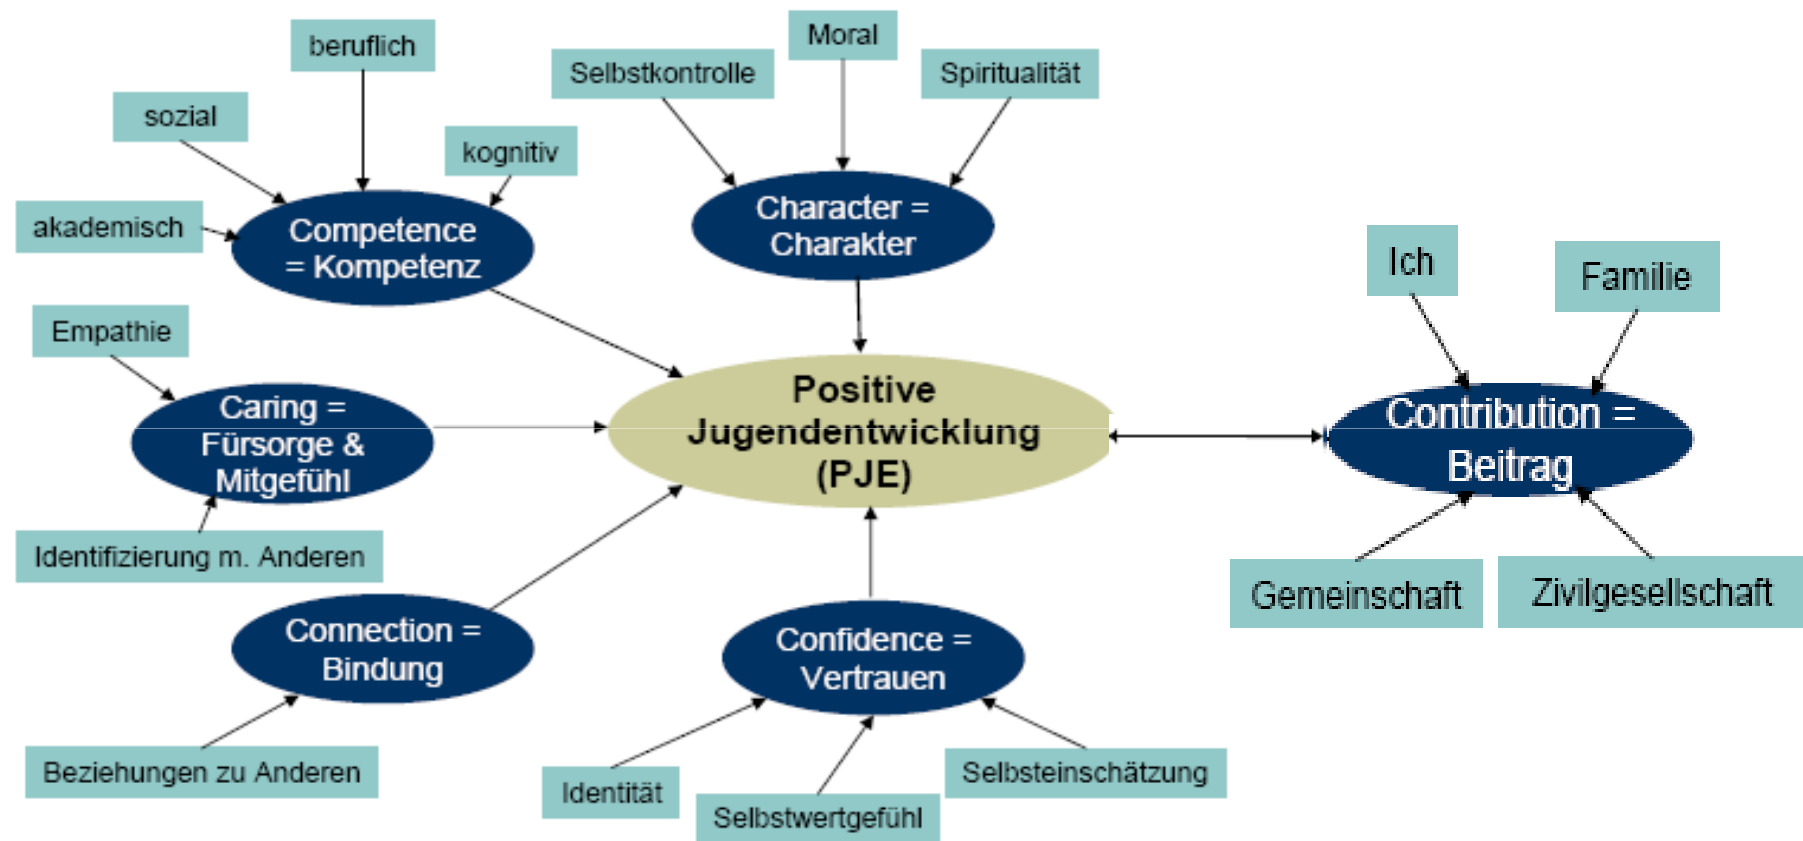 beruflich
Moral
Selbstkontrolle
Spiritualität
sozial
kognitiv
akademisch
Competence
= Kompetenz
Character =
Charakter
Ich
Familie
Empathie
Positive
Jugendentwicklung
(PJE)
Caring =
Fürsorge &
Mitgefühl
Contribution =
Beitrag
Identifizierung m. Anderen
Gemeinschaft
Zivilgesellschaft
Connection =
Bindung
Confidence =
Vertrauen
Beziehungen zu Anderen
Identität
Selbstwertgefühl
Selbsteinschätzung